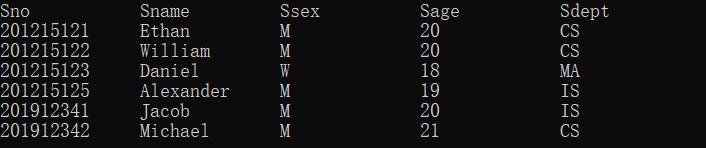 Sno Sname Ssex Sage Sdept
201215121 Ethan M 20 CS
201215122 William M 20 CS
201215123 Daniel W 18 MA
201215125 Alexander M 19 IS
201912341 Jacob M 20 IS
201912342 Michael M 21 CS